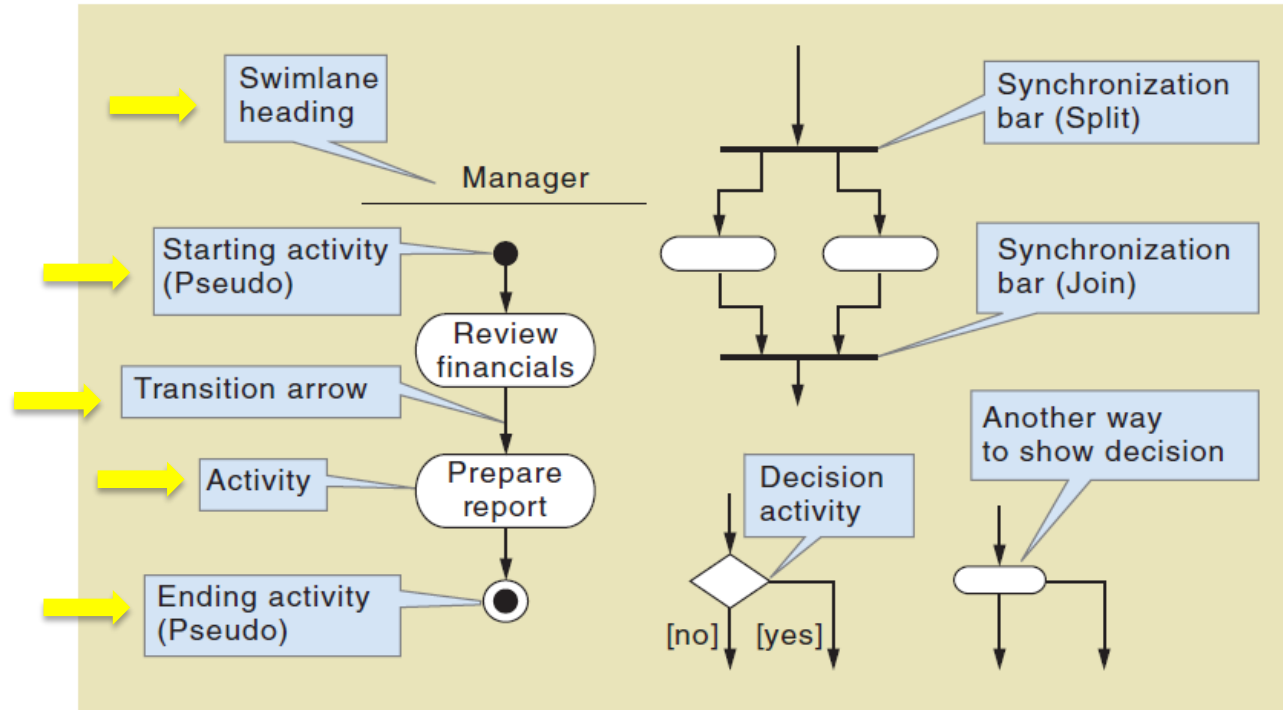 Swimlane
heading
Manager
Starting activity
(Pseudo)
Review
financials
Transition arrow
Activity
Prepare
report
Ending activity
(Pseudo)
Synchronization
bar (Split)
Synchronization
bar (Join)
Decision
activity
[no]
[yes]
Another way
to show decision